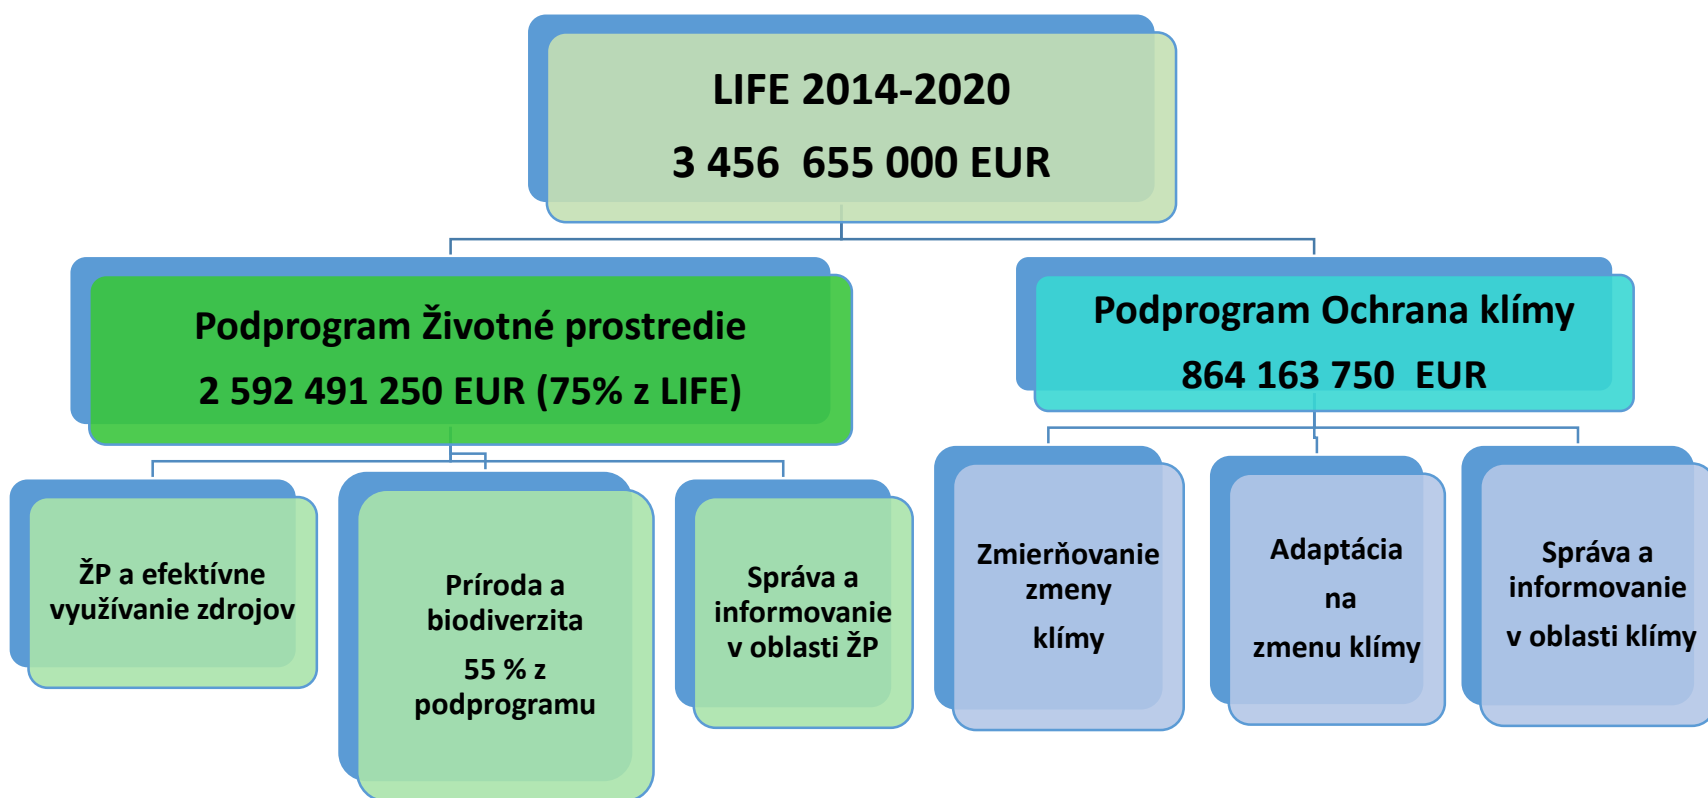 LIFE 2014-2020
3 456  655 000 EUR
Podprogram Životné prostredie
2 592 491 250 EUR (75% z LIFE)
Podprogram Ochrana klímy
864 163 750  EUR
ŽP a efektívne
využívanie zdrojov
Príroda a
biodiverzita
55 % z
podprogramu
Správa a
informovanie
v oblasti ŽP
Zmierňovanie
zmeny
klímy
Adaptácia
na
zmenu klímy
Správa a
informovanie
v oblasti klímy